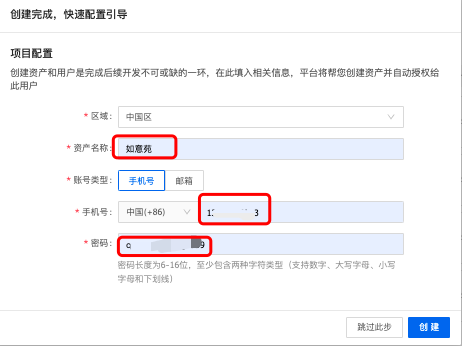 创建完成，快速配置引导
项目配置
创建资产和用户是完成后续开发不可或缺的一环，在此填入相关信息，平台将帮您创建资产并自动授权给
此用户
* 区域： 中国区
* 资产名称： 如意苑
* 账号类型： 手机号 邮箱
* 手机号： 中国(+86)
* 密码：
密码长度为6-16位，至少包含两种字符类型（支持数字、大写字母、小写
字母和下划线）
跳过此步 创 建